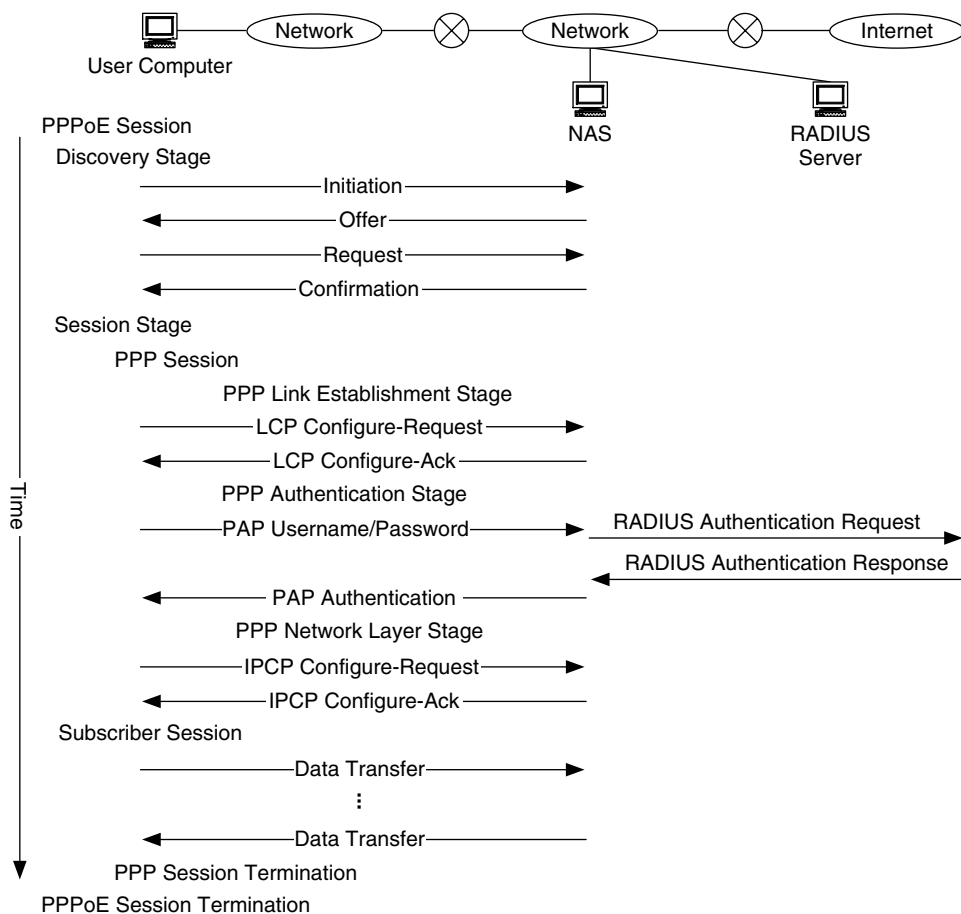 Network
Network
Internet
User Computer
NAS
RADIUS
Server
PPPoE Session
Discovery Stage
Initiation
Offer
Request
Confirmation
Session Stage
PPP Session
PPP Link Establishment Stage
LCP Configure-Request
LCP Configure-Ack
Time
PPP Authentication Stage
PAP Username/Password
RADIUS Authentication Request
RADIUS Authentication Response
PAP Authentication
PPP Network Layer Stage
IPCP Configure-Request
IPCP Configure-Ack
Subscriber Session
Data Transfer
...
Data Transfer
PPP Session Termination
PPPoE Session Termination